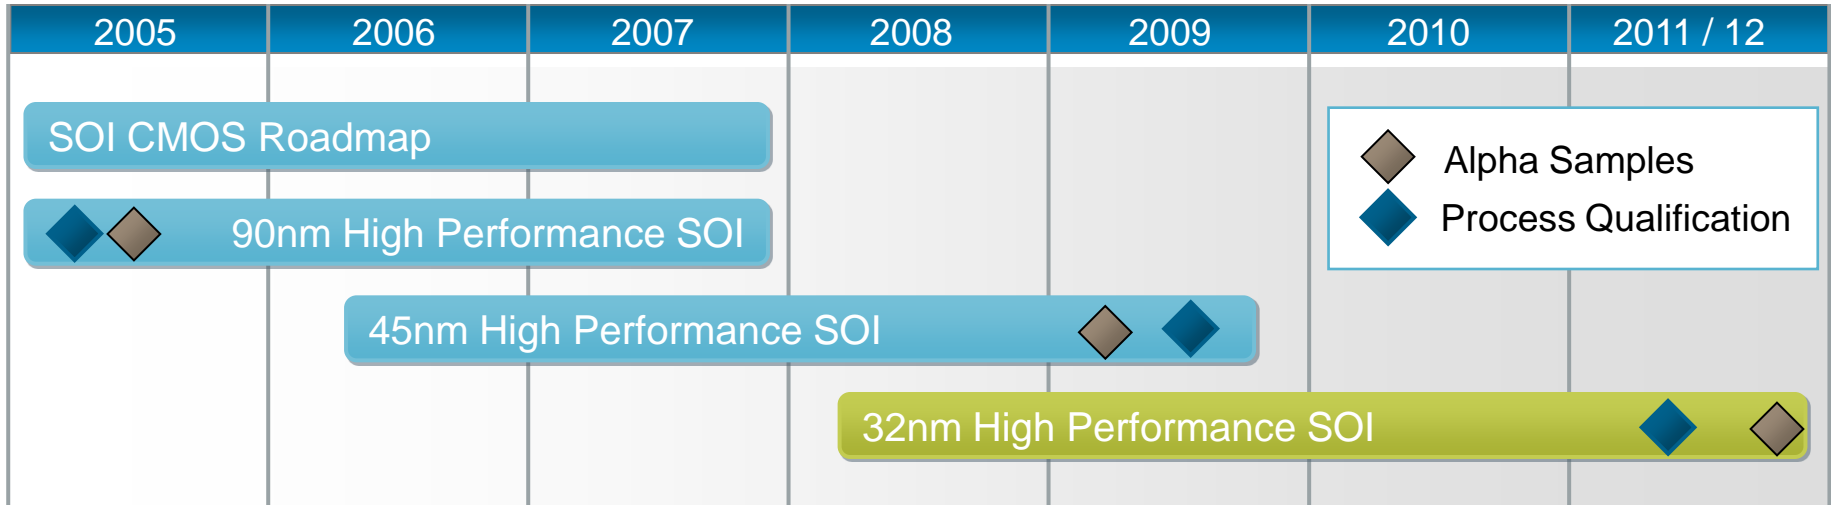 2005 2006 2007 2008 2009 2010 2011 / 12
SOI CMOS Roadmap
Alpha Samples
Process Qualification
90nm High Performance SOI
45nm High Performance SOI
32nm High Performance SOI